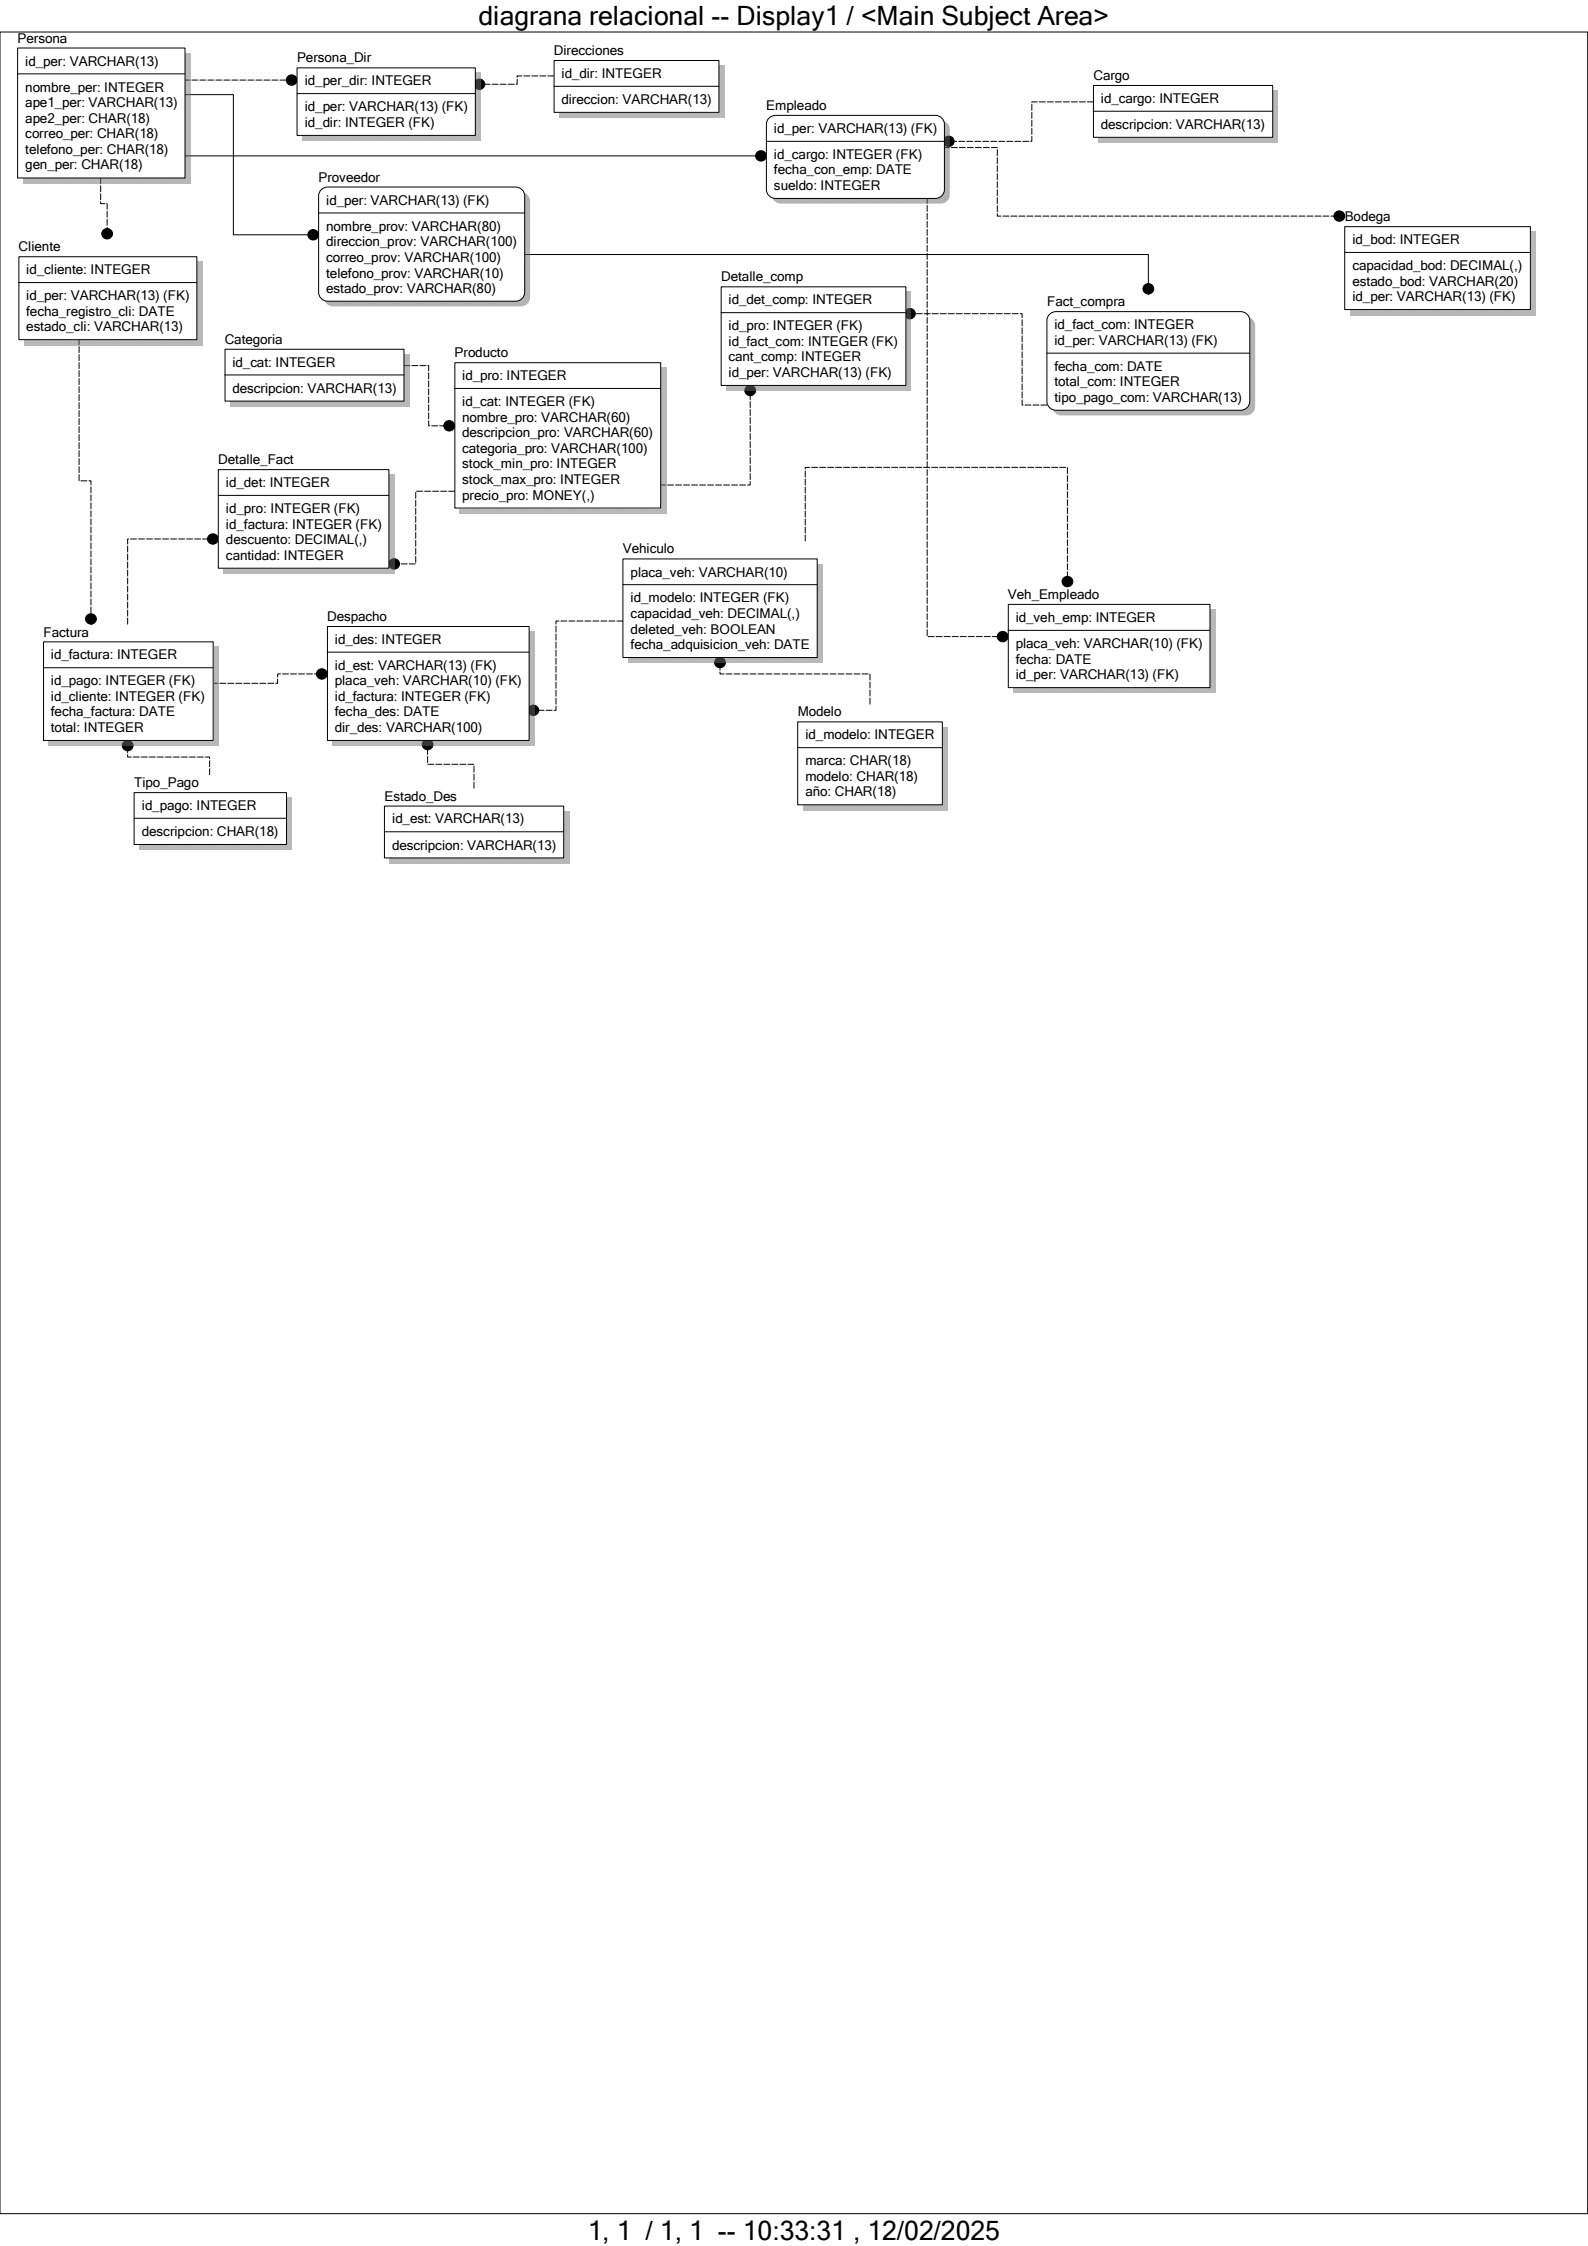 diagrana relacional -- Display1 / <Main Subject Area>
Persona
id_per: VARCHAR(13)
nombre_per: INTEGER
ape1_per: VARCHAR(13)
ape2_per: CHAR(18)
correo_per: CHAR(18)
telefono_per: CHAR(18)
gen_per: CHAR(18)
Persona_Dir
id_per_dir: INTEGER
id_per: VARCHAR(13) (FK)
id_dir: INTEGER (FK)
Direcciones
id_dir: INTEGER
direccion: VARCHAR(13)
Empleado
id_per: VARCHAR(13) (FK)
id_cargo: INTEGER (FK)
fecha_con_emp: DATE
sueldo: INTEGER
Cargo
id_cargo: INTEGER
descripcion: VARCHAR(13)
Proveedor
id_per: VARCHAR(13) (FK)
nombre_prov: VARCHAR(80)
direccion_prov: VARCHAR(100)
correo_prov: VARCHAR(100)
telefono_prov: VARCHAR(10)
estado_prov: VARCHAR(80)
Bodega
id_bod: INTEGER
capacidad_bod: DECIMAL(,)
estado_bod: VARCHAR(20)
id_per: VARCHAR(13) (FK)
Cliente
id_cliente: INTEGER
id_per: VARCHAR(13) (FK)
fecha_registro_cli: DATE
estado_cli: VARCHAR(13)
Detalle_comp
id_det_comp: INTEGER
id_pro: INTEGER (FK)
id_fact_com: INTEGER (FK)
cant_comp: INTEGER
id_per: VARCHAR(13) (FK)
Fact_compra
id_fact_com: INTEGER
id_per: VARCHAR(13) (FK)
fecha_com: DATE
total_com: INTEGER
tipo_pago_com: VARCHAR(13)
Categoria
id_cat: INTEGER
descripcion: VARCHAR(13)
Producto
id_pro: INTEGER
id_cat: INTEGER (FK)
nombre_pro: VARCHAR(60)
descripcion_pro: VARCHAR(60)
categoria_pro: VARCHAR(100)
stock_min_pro: INTEGER
stock_max_pro: INTEGER
precio_pro: MONEY(,)
Detalle_Fact
id_det: INTEGER
id_pro: INTEGER (FK)
id_factura: INTEGER (FK)
descuento: DECIMAL(,)
cantidad: INTEGER
Vehiculo
placa_veh: VARCHAR(10)
id_modelo: INTEGER (FK)
capacidad_veh: DECIMAL(,)
deleted_veh: BOOLEAN
fecha_adquisicion_veh: DATE
Veh_Empleado
id_veh_emp: INTEGER
placa_veh: VARCHAR(10) (FK)
fecha: DATE
id_per: VARCHAR(13) (FK)
Factura
id_factura: INTEGER
id_pago: INTEGER (FK)
id_cliente: INTEGER (FK)
fecha_factura: DATE
total: INTEGER
Despacho
id_des: INTEGER
id_est: VARCHAR(13) (FK)
placa_veh: VARCHAR(10) (FK)
id_factura: INTEGER (FK)
fecha_des: DATE
dir_des: VARCHAR(100)
Modelo
id_modelo: INTEGER
marca: CHAR(18)
modelo: CHAR(18)
año: CHAR(18)
Tipo_Pago
id_pago: INTEGER
descripcion: CHAR(18)
Estado_Des
id_est: VARCHAR(13)
descripcion: VARCHAR(13)
1, 1 / 1, 1 -- 10:33:31 , 12/02/2025